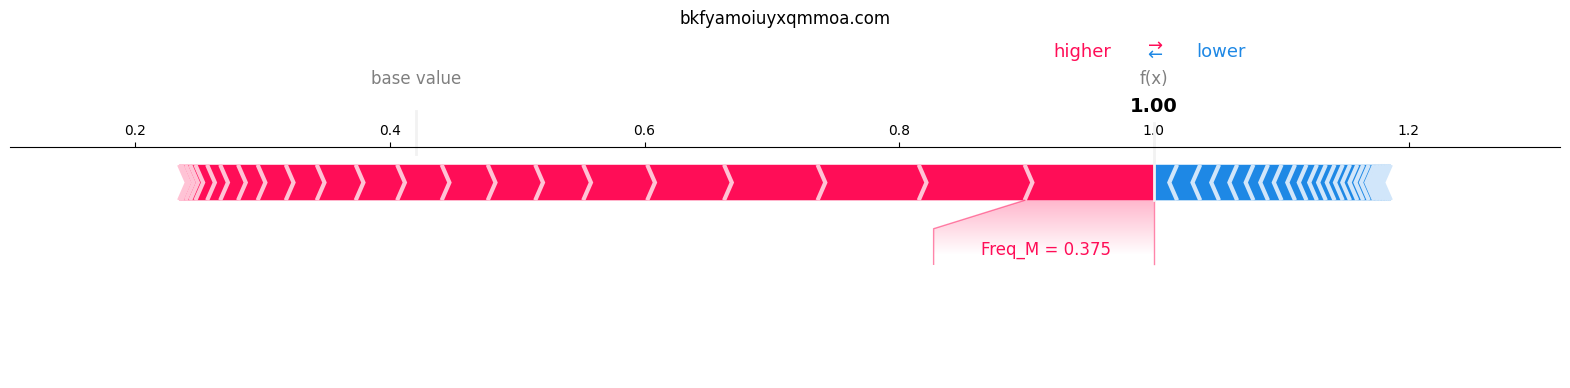 bkfyamoiuyxqmmoa.com
higher → ← lower
base value f(x)
1.00
0.2 0.4 0.6 0.8 1.0 1.2
Freq_M = 0.375